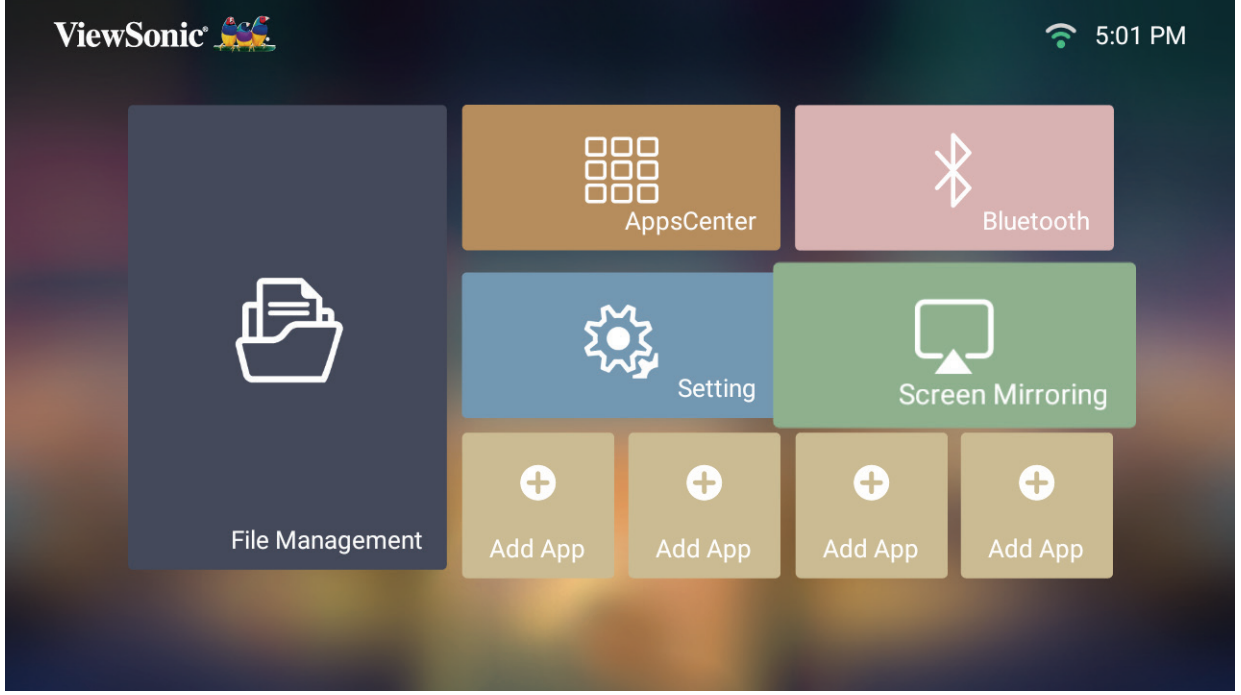 ViewSonic®
5:01 PM
AppsCenter
Bluetooth
Setting
Screen Mirroring
File Management
Add App
Add App
Add App
Add App